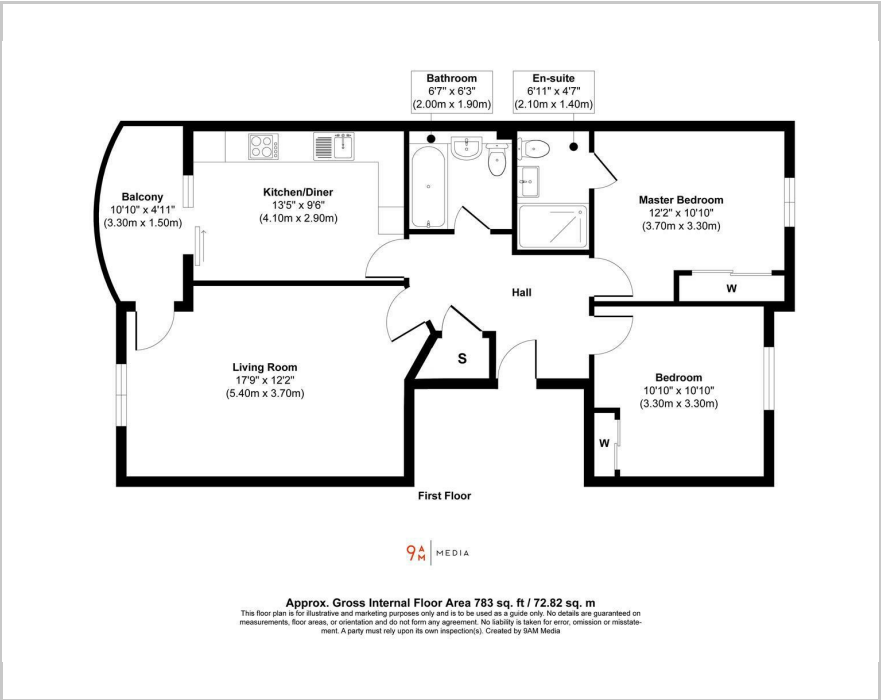 Bathroom
6'7" x 6'3"
(2.00m x 1.90m)
En-suite
6'11" x 4'7"
(2.10m x 1.40m)
Balcony
10'10" x 4'11"
(3.30m x 1.50m)
Kitchen/Diner
13'5" x 9'6"
(4.10m x 2.90m)
Master Bedroom
12'2" x 10'10"
(3.70m x 3.30m)
W
Hall
Living Room
17'9" x 12'2"
(5.40m x 3.70m)
S
Bedroom
10'10" x 10'10"
(3.30m x 3.30m)
W
First Floor
9AM MEDIA
Approx. Gross Internal Floor Area 783 sq. ft / 72.82 sq. m
This floor plan is for illustrative and marketing purposes only and is to be used as a guide only. No details are guaranteed on
measurements, floor areas, or orientation and do not form any agreement. No liability is taken for error, omission or misstate-
ment. A party must rely upon its own inspection(s). Created by 9AM Media